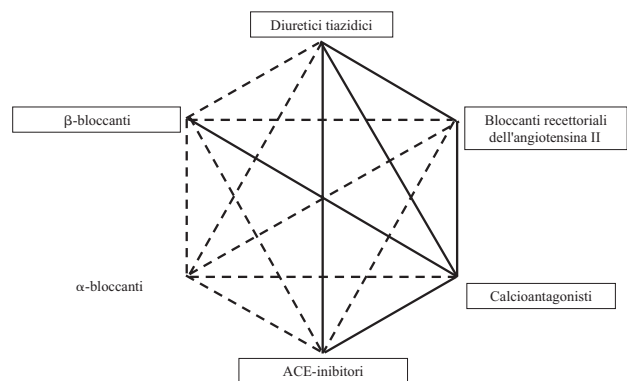 Diuretici tiazidici
β-bloccanti
Bloccanti recettoriali
dell'angiotensina II
α-bloccanti
Calcioantagonisti
ACE-inibitori